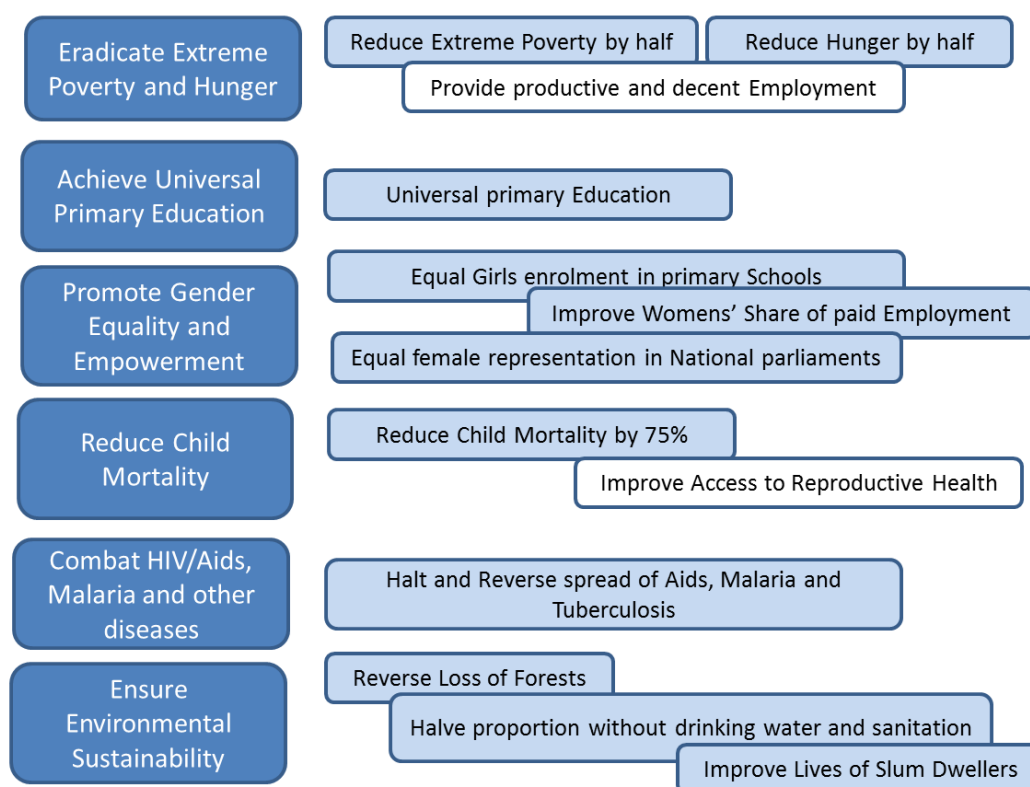 Eradicate Extreme
Poverty and Hunger
Reduce Extreme Poverty by half
Reduce Hunger by half
Provide productive and decent Employment
Achieve Universal
Primary Education
Universal primary Education
Promote Gender
Equality and
Empowerment
Equal Girls enrolment in primary Schools
Improve Womens’ Share of paid Employment
Equal female representation in National parliaments
Reduce Child
Mortality
Reduce Child Mortality by 75%
Improve Access to Reproductive Health
Combat HIV/Aids,
Malaria and other
diseases
Halt and Reverse spread of Aids, Malaria and
Tuberculosis
Ensure
Environmental
Sustainability
Reverse Loss of Forests
Halve proportion without drinking water and sanitation
Improve Lives of Slum Dwellers